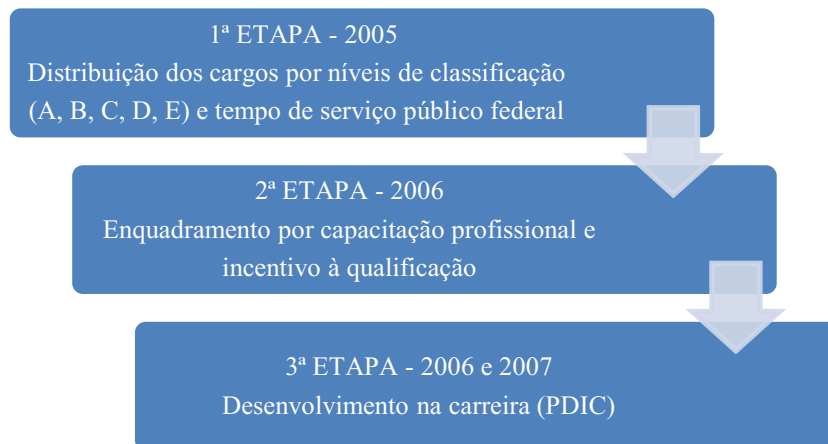 1ª ETAPA - 2005
Distribuição dos cargos por níveis de classificação
(A, B, C, D, E) e tempo de serviço público federal
2ª ETAPA - 2006
Enquadramento por capacitação profissional e
incentivo à qualificação
3ª ETAPA - 2006 e 2007
Desenvolvimento na carreira (PDIC)